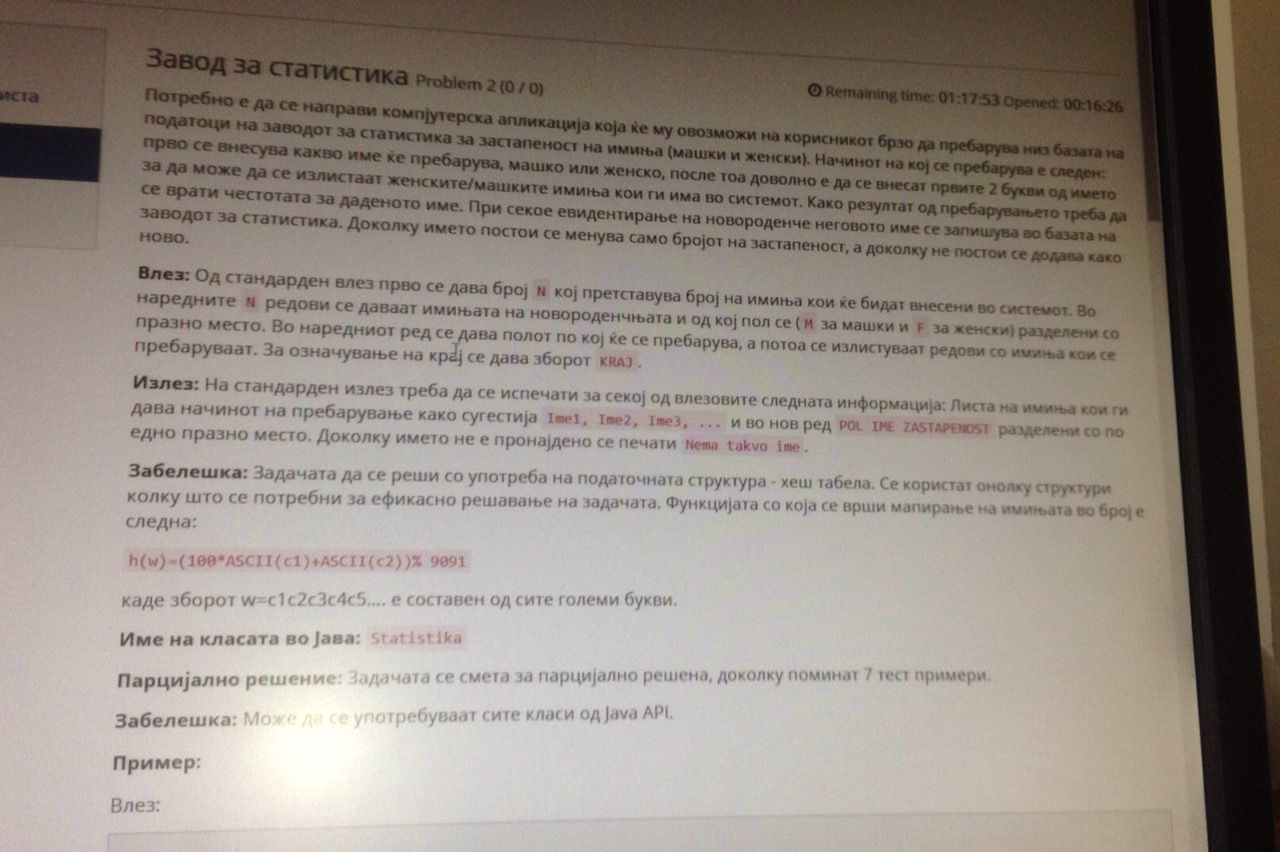 иста
Завод за статистика Problem 2 (0 / 0)
Remaining time: 01:17:53 Opened: 00:16:26
Потребно е да се направи компјутерска апликација која ќе му овозможи на корисникот брзо да пребарува низ базата на
податоци на заводот за статистика за застапеност на имиња (машки и женски). Начинот на кој се пребарува е следен:
прво се внесува какво име ќе пребарува, машко или женско, после тоа доволно е да се внесат првите 2 букви од името
за да може да се излистаат женските/машките имиња кои ги има во системот. Како резултат од пребарувањето треба да
се врати честотата за даденото име. При секое евидентирање на новороденче неговото име се запишува во базата на
заводот за статистика. Доколку името постои се менува само бројот на застапеност, а доколку не постои се додава како
ново.
Влез: Од стандарден влез прво се дава број N кој претставува број на имиња кои ќе бидат внесени во системот. Во
наредните N редови се даваат имињата на новороденчњата и од кој пол се (M за машки и F за женски) разделени со
празно место. Во наредниот ред се дава полот по кој ќе се пребарува, а потоа се излистуваат редови со имиња кои се
пребаруваат. За означување на крај се дава зборот KRAJ.
Излез: На стандарден излез треба да се испечати за секој од влезовите следната информација: Листа на имиња кои ги
дава начинот на пребарување како сугестија Ime1, Ime2, Ime3, ... и во нов ред POL IME ZASTAPENOST разделени со по
едно празно место. Доколку името не е пронајдено се печати Nema takvo ime.
Забелешка: Задачата да се реши со употреба на податочната структура - хеш табела. Се користат онолку структури
колку што се потребни за ефикасно решавање на задачата. Функцијата со која се врши мапирање на имињата во број е
следна:
h(w)=(100*ASCII(c1)+ASCII(c2))% 9091
каде зборот w=c1c2c3c4c5.... е составен од сите големи букви.
Име на класата во Јава: Statistika
Парцијално решение: Задачата се смета за парцијално решена, доколку поминат 7 тест примери.
Забелешка: Може да се употребуваат сите класи од Java API.
Пример:
Влез: